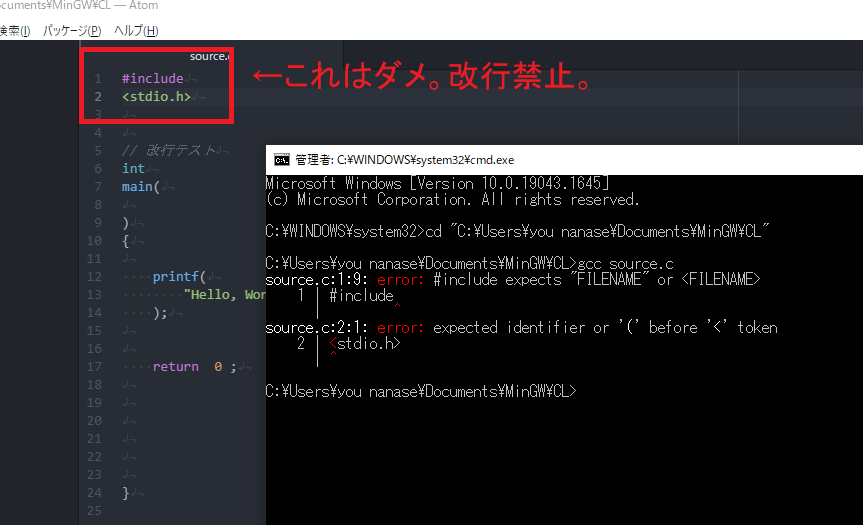 ocuments¥MinGW¥CL — Atom
検索(I) パッケージ(P) ヘルプ(H)
source.c
←これはダメ。改行禁止。
1 #include
2 <stdio.h>
3
4
5 // 改行テスト
6 int
7 main(
8
9 )
10 {
11
12 printf(
13 "Hello, Wor
14 );
15
16
17 return 0 ;
18
19
20
21
22
23
24 }
25
管理者: C:¥WINDOWS¥system32¥cmd.exe
Microsoft Windows [Version 10.0.19043.1645]
(c) Microsoft Corporation. All rights reserved.
C:¥WINDOWS¥system32>cd "C:¥Users¥you nanase¥Documents¥MinGW¥CL"
C:¥Users¥you nanase¥Documents¥MinGW¥CL>gcc source.c
source.c:1:9: error: #include expects "FILENAME" or <FILENAME>
1 | #include
| ^
source.c:2:1: error: expected identifier or '(' before '<' token
2 | <stdio.h>
| ^
C:¥Users¥you nanase¥Documents¥MinGW¥CL>